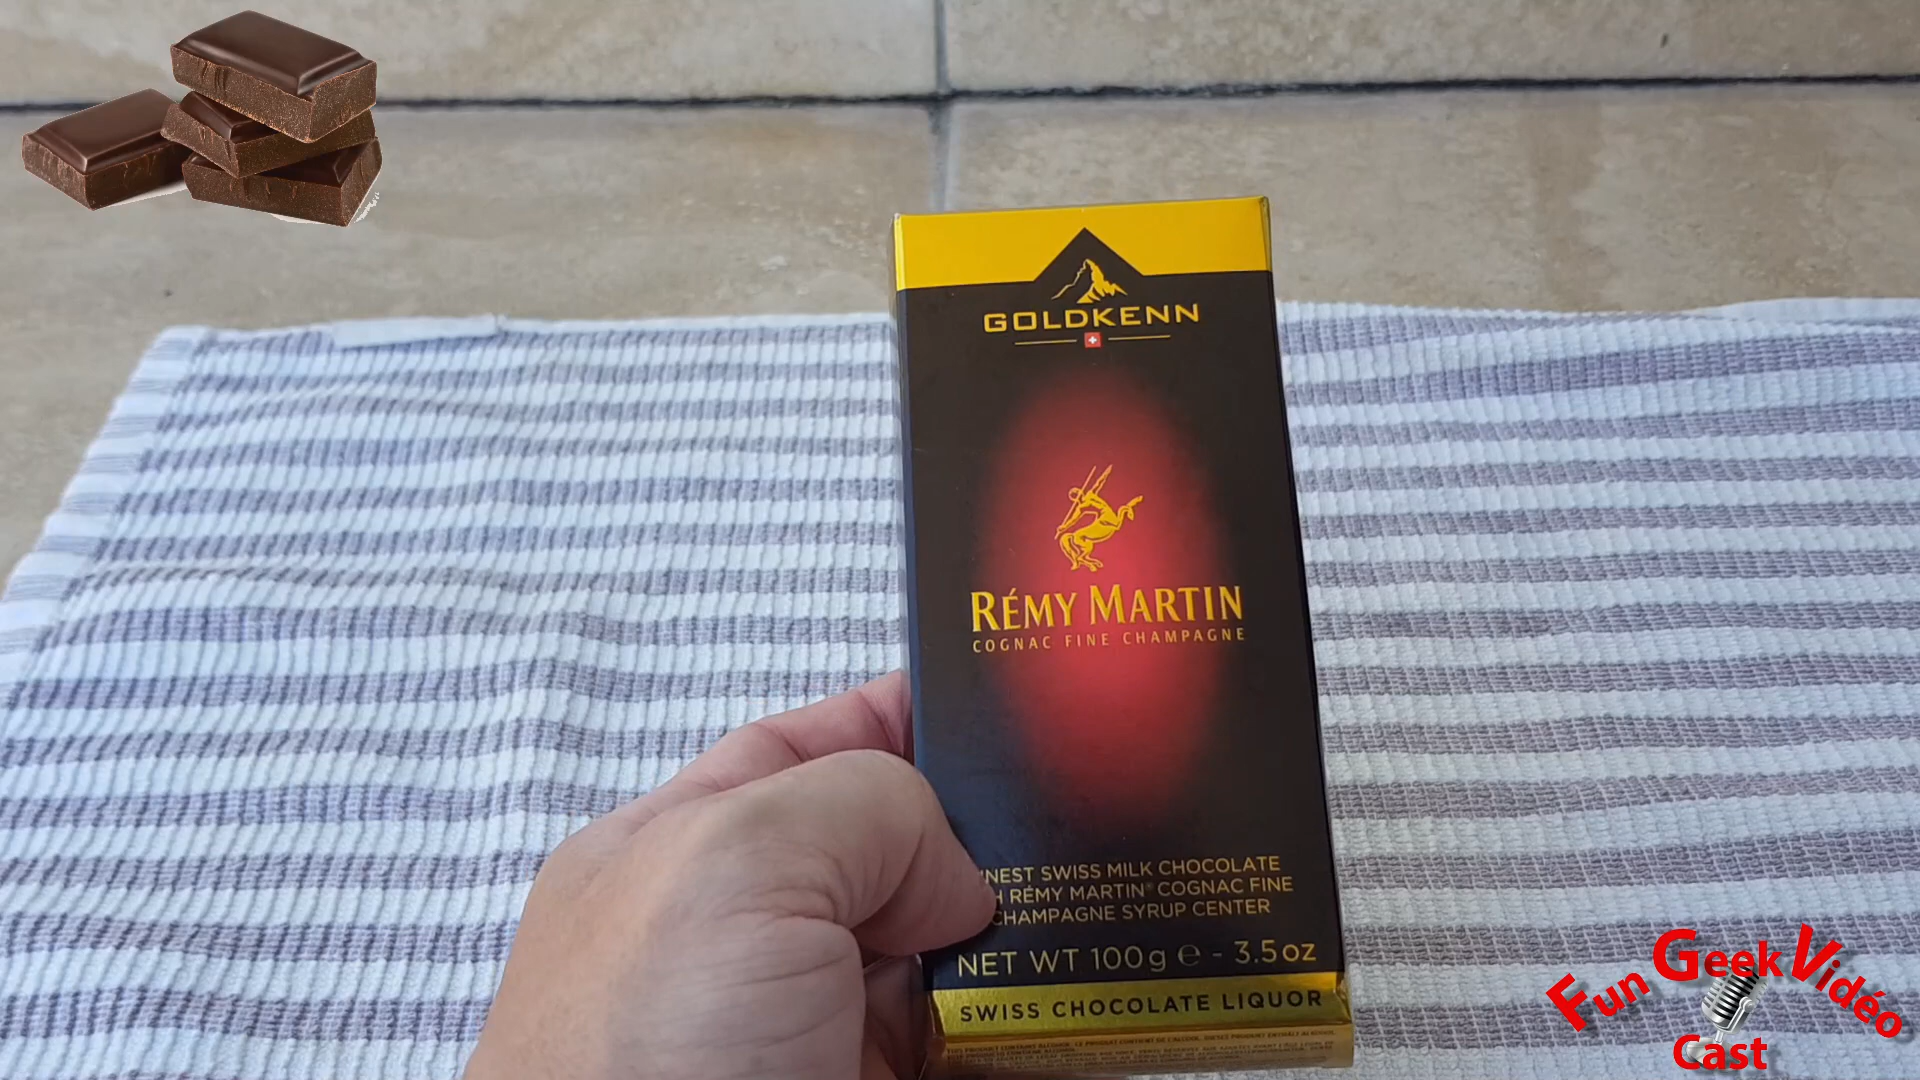 GOLDKENN
RÉMY MARTIN
COGNAC FINE CHAMPAGNE
SWISS MILK CHOCOLATE
RÉMY MARTIN® COGNAC FINE
CHAMPAGNE SYRUP CENTER
NET WT 100g ℮ - 3.5oz
SWISS CHOCOLATE LIQUOR
Fun Geek Vidéo
Cast